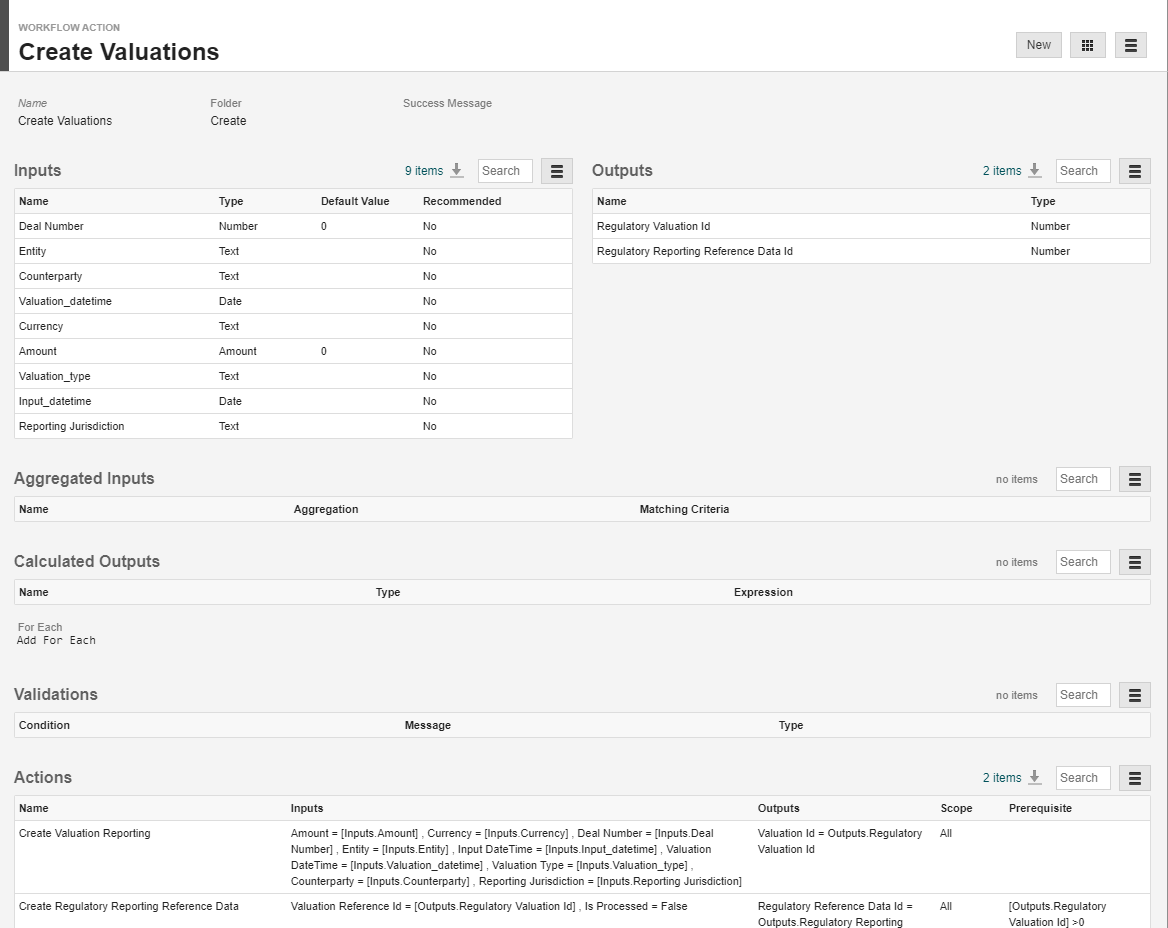 WORKFLOW ACTION
Create Valuations
New
Name Folder Success Message
Create Valuations Create
Inputs 9 items Search
Name Type Default Value Recommended
Deal Number Number 0 No
Entity Text No
Counterparty Text No
Valuation_datetime Date No
Currency Text No
Amount Amount 0 No
Valuation_type Text No
Input_datetime Date No
Reporting Jurisdiction Text No
Outputs 2 items Search
Name Type
Regulatory Valuation Id Number
Regulatory Reporting Reference Data Id Number
Aggregated Inputs no items Search
Name Aggregation Matching Criteria
Calculated Outputs no items Search
Name Type Expression
For Each
Add For Each
Validations no items Search
Condition Message Type
Actions 2 items Search
Name Inputs Outputs Scope Prerequisite
Create Valuation Reporting Amount = [Inputs.Amount] , Currency = [Inputs.Currency] , Deal Number = [Inputs.Deal Valuation Id = Outputs.Regulatory All
Number] , Entity = [Inputs.Entity] , Input DateTime = [Inputs.Input_datetime] , Valuation Valuation Id
DateTime = [Inputs.Valuation_datetime] , Valuation Type = [Inputs.Valuation_type] ,
Counterparty = [Inputs.Counterparty] , Reporting Jurisdiction = [Inputs.Reporting Jurisdiction]
Create Regulatory Reporting Reference Data Valuation Reference Id = [Outputs.Regulatory Valuation Id] , Is Processed = False Regulatory Reference Data Id = All [Outputs.Regulatory
Outputs.Regulatory Reporting Valuation Id] >0